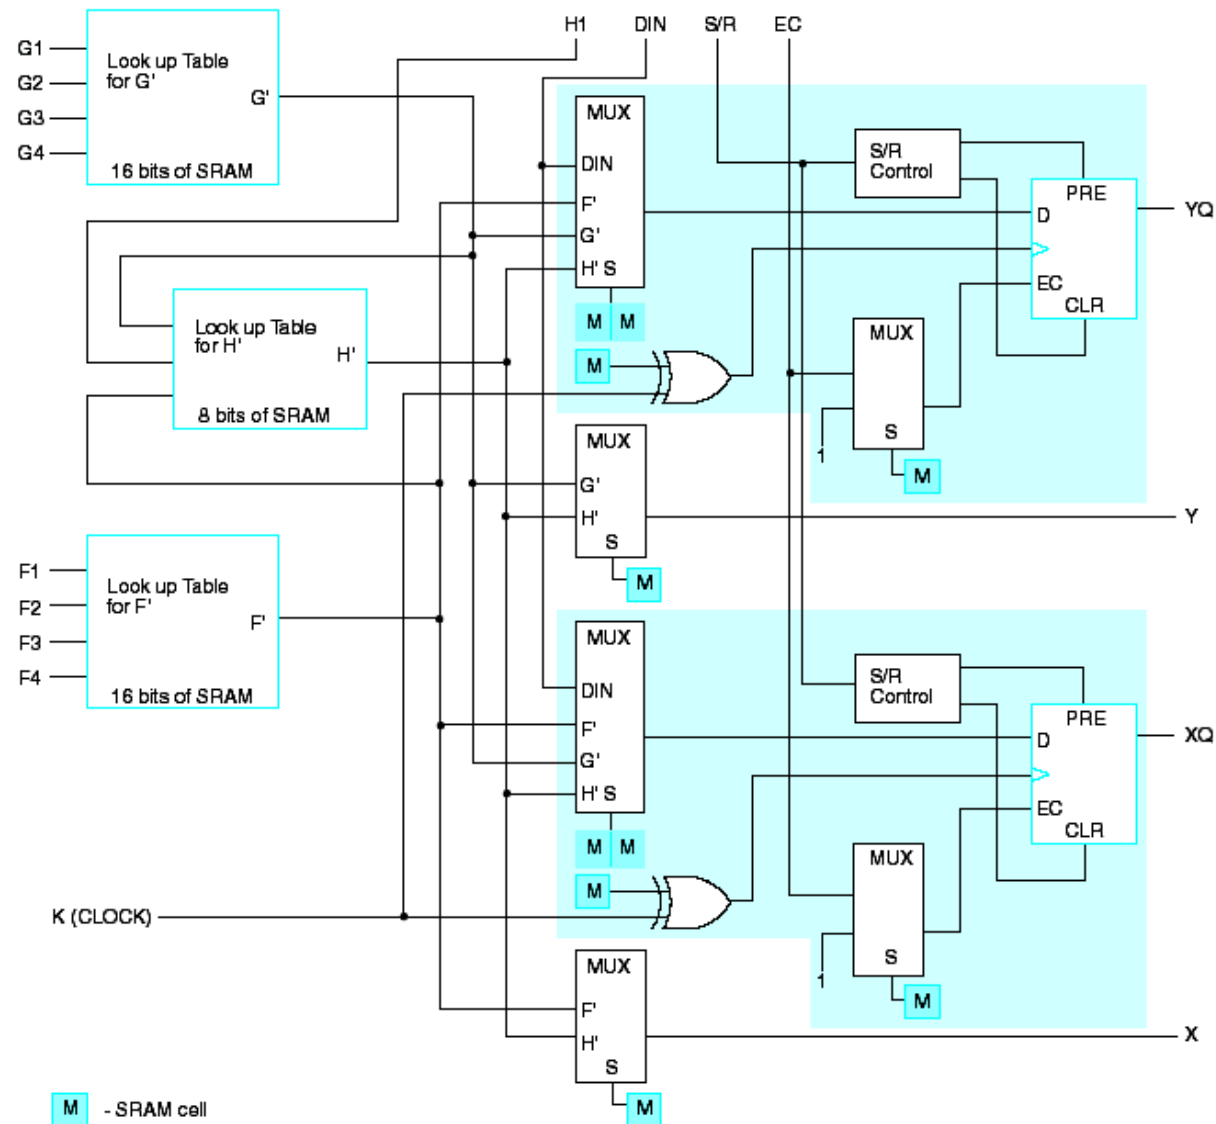 H1 DIN S/R EC
G1
G2
G3
G4
Look up Table
for G'
G'
16 bits of SRAM
MUX
DIN
F'
G'
H' S
M M
M
S/R
Control
PRE
D
EC
CLR
YQ
MUX
1
S
M
Look up Table
for H'
H'
8 bits of SRAM
MUX
G'
H'
S
M
Y
F1
F2
F3
F4
Look up Table
for F'
F'
16 bits of SRAM
MUX
DIN
F'
G'
H' S
M M
M
S/R
Control
PRE
D
EC
CLR
XQ
MUX
1
S
M
K (CLOCK)
MUX
F'
H'
S
M
X
M - SRAM cell